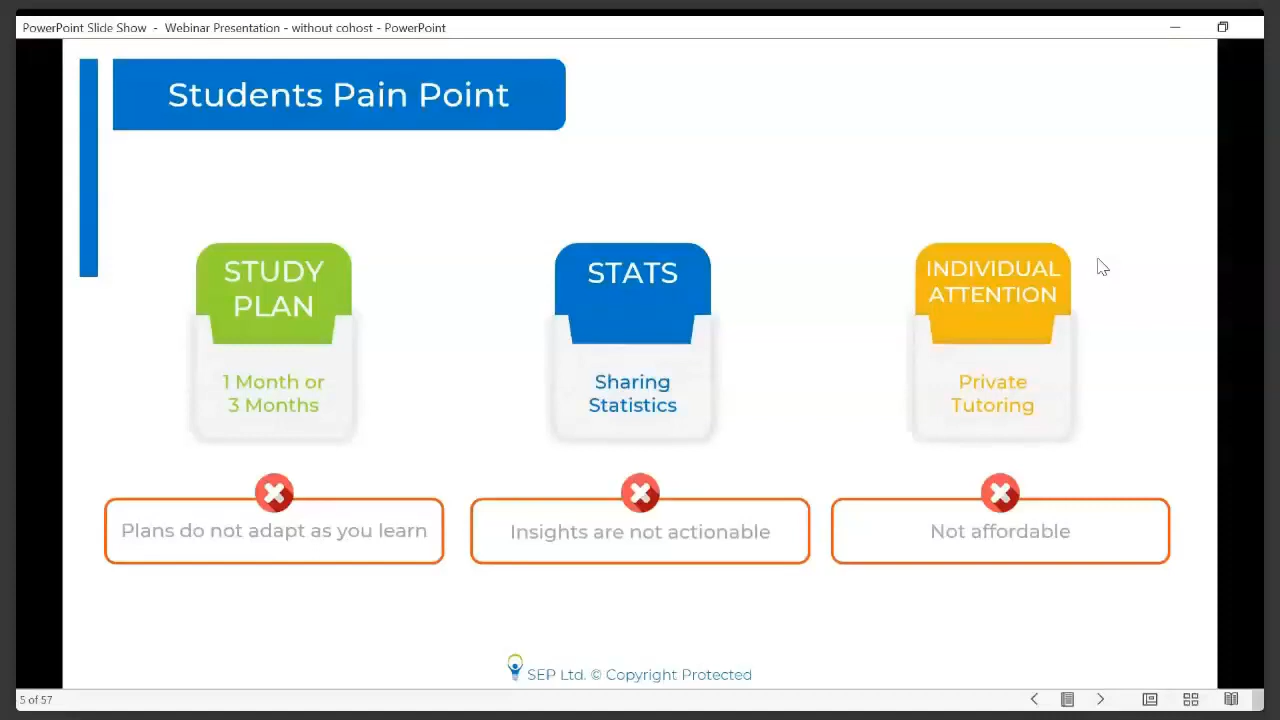 PowerPoint Slide Show - Webinar Presentation - without cohost - PowerPoint
Students Pain Point
STUDY
PLAN
1 Month or
3 Months
Plans do not adapt as you learn
STATS
Sharing
Statistics
Insights are not actionable
INDIVIDUAL
ATTENTION
Private
Tutoring
Not affordable
SEP Ltd. © Copyright Protected
5 of 57